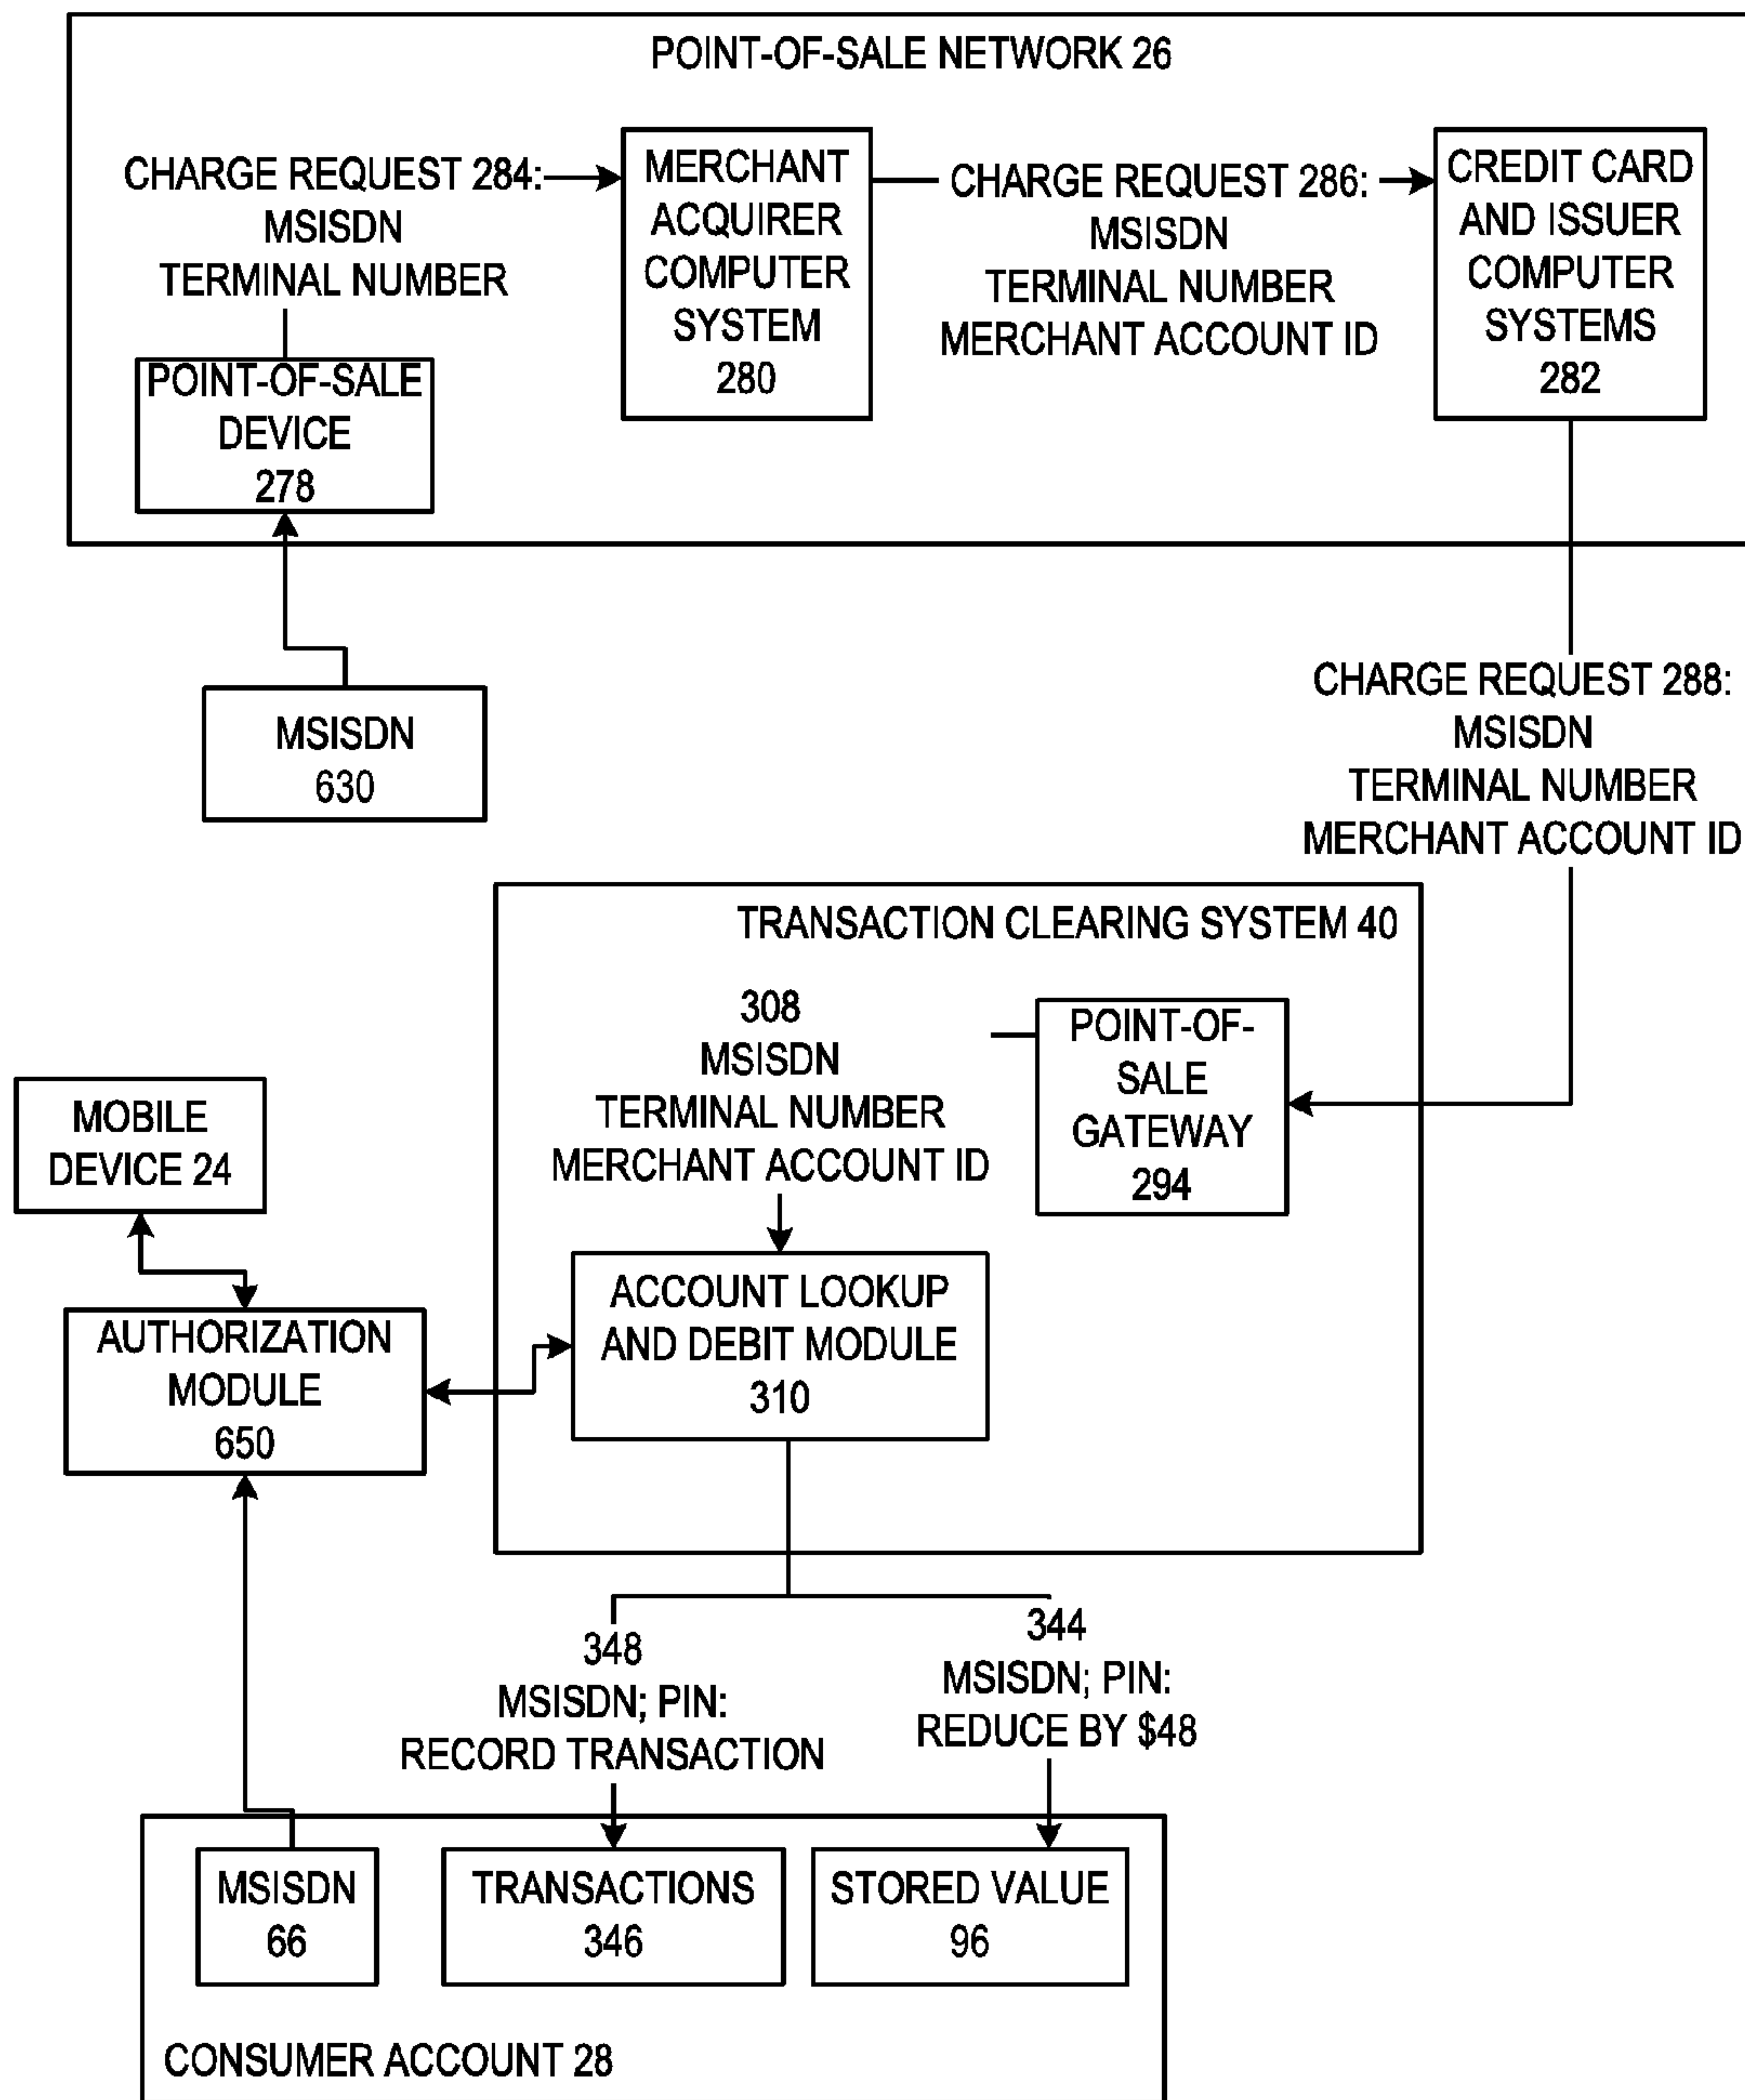 POINT-OF-SALE NETWORK 26
CHARGE REQUEST 284:
MSISDN
TERMINAL NUMBER
POINT-OF-SALE
DEVICE
278
MERCHANT
ACQUIRER
COMPUTER
SYSTEM
280
CHARGE REQUEST 286:
MSISDN
TERMINAL NUMBER
MERCHANT ACCOUNT ID
CREDIT CARD
AND ISSUER
COMPUTER
SYSTEMS
282
MSISDN
630
CHARGE REQUEST 288:
MSISDN
TERMINAL NUMBER
MERCHANT ACCOUNT ID
TRANSACTION CLEARING SYSTEM 40
308
MSISDN
TERMINAL NUMBER
MERCHANT ACCOUNT ID
POINT-OF-
SALE
GATEWAY
294
MOBILE
DEVICE 24
AUTHORIZATION
MODULE
650
ACCOUNT LOOKUP
AND DEBIT MODULE
310
348
MSISDN; PIN:
RECORD TRANSACTION
344
MSISDN; PIN:
REDUCE BY $48
MSISDN
66
TRANSACTIONS
346
STORED VALUE
96
CONSUMER ACCOUNT 28